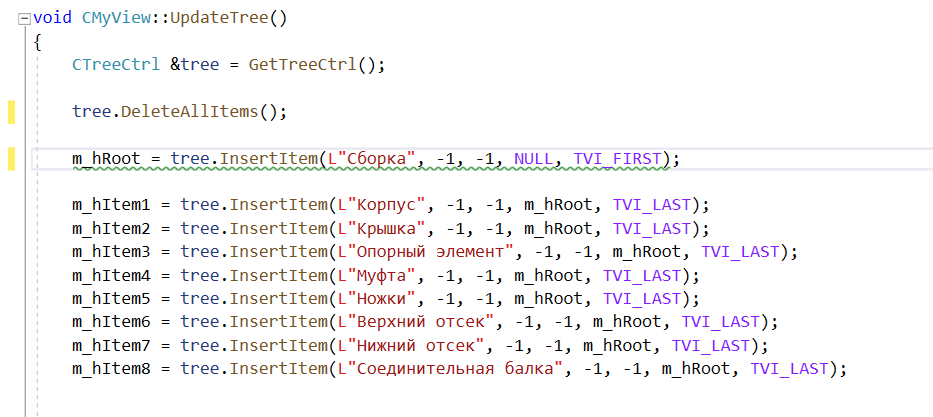 void CMyView::UpdateTree()
{
CTreeCtrl &tree = GetTreeCtrl();
tree.DeleteAllItems();
m_hRoot = tree.InsertItem(L"Сборка", -1, -1, NULL, TVI_FIRST);
m_hItem1 = tree.InsertItem(L"Корпус", -1, -1, m_hRoot, TVI_LAST);
m_hItem2 = tree.InsertItem(L"Крышка", -1, -1, m_hRoot, TVI_LAST);
m_hItem3 = tree.InsertItem(L"Опорный элемент", -1, -1, m_hRoot, TVI_LAST);
m_hItem4 = tree.InsertItem(L"Муфта", -1, -1, m_hRoot, TVI_LAST);
m_hItem5 = tree.InsertItem(L"Ножки", -1, -1, m_hRoot, TVI_LAST);
m_hItem6 = tree.InsertItem(L"Верхний отсек", -1, -1, m_hRoot, TVI_LAST);
m_hItem7 = tree.InsertItem(L"Нижний отсек", -1, -1, m_hRoot, TVI_LAST);
m_hItem8 = tree.InsertItem(L"Соединительная балка", -1, -1, m_hRoot, TVI_LAST);